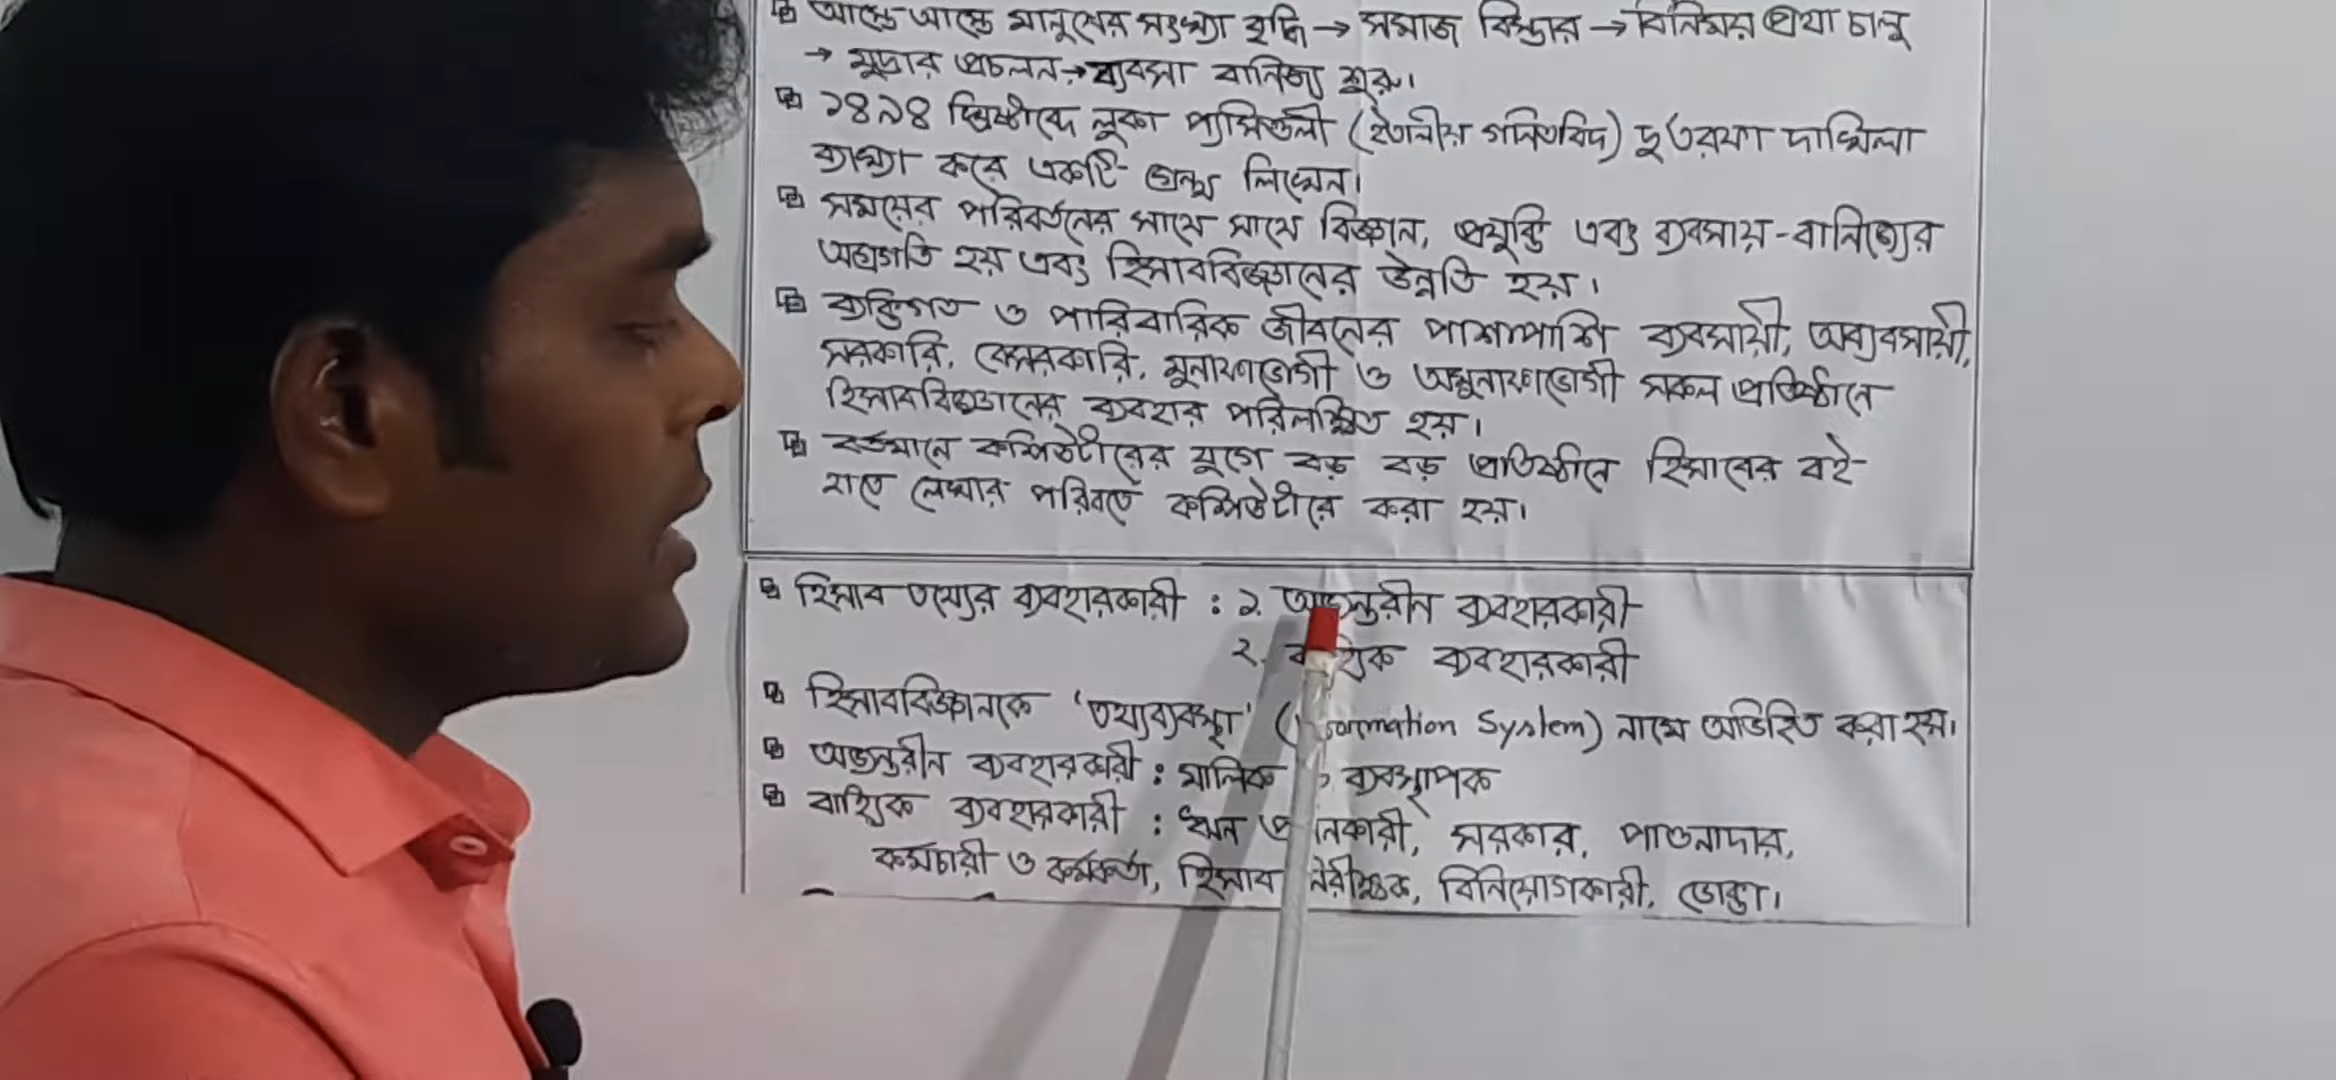 আস্তে আস্তে মানুষের সংখ্যা বৃদ্ধি → সমাজ বিস্তার → বিনিময় প্রথা চালু
→ মুদ্রার প্রচলন → ব্যবসা বানিজ্য শুরু।
১৪৯৪ খ্রিষ্টাব্দে লুকা প্যাসিওলী (ইতালীয় গনিতবিদ) দু তরফা দাখিলা
ব্যাখ্যা করে একটি গ্রন্থ লিখেন।
সময়ের পরিবর্তনের সাথে সাথে বিজ্ঞান, প্রযুক্তি এবং ব্যবসায়-বানিজ্যের
অগ্রগতি হয় এবং হিসাববিজ্ঞানের উন্নতি হয়।
ব্যক্তিগত ও পারিবারিক জীবনের পাশাপাশি ব্যবসায়ী, অব্যবসায়ী,
সরকারি, বেসরকারি, মুনাফাভোগী ও অমুনাফাভোগী সকল প্রতিষ্ঠানে
হিসাববিজ্ঞানের ব্যবহার পরিলক্ষিত হয়।
বর্তমানে কম্পিউটারের যুগে বড় বড় প্রতিষ্ঠানে হিসাবের বই
হাতে লেখার পরিবর্তে কম্পিউটারে করা হয়।
হিসাব তথ্যের ব্যবহারকারী : ১. অভ্যন্তরীন ব্যবহারকারী
২. বাহ্যিক ব্যবহারকারী
হিসাববিজ্ঞানকে 'তথ্যব্যবস্থা' (Information System) নামে অভিহিত করা হয়।
অভ্যন্তরীন ব্যবহারকারী : মালিক ও ব্যবস্থাপক
বাহ্যিক ব্যবহারকারী : ঋন প্রদানকারী, সরকার, পাওনাদার,
কর্মচারী ও কর্মকর্তা, হিসাব নিরীক্ষক, বিনিয়োগকারী, ভোক্তা।